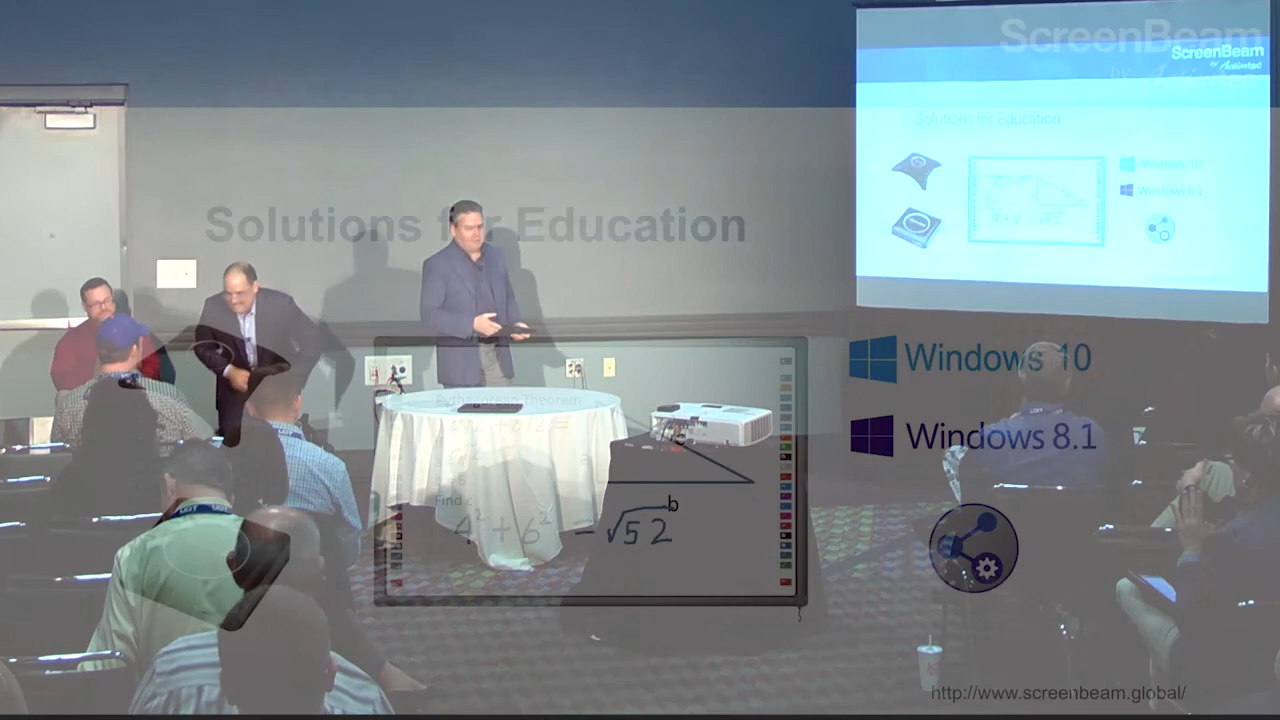 ScreenBeam
ScreenBeam
by Actiontec
Solutions for Education
Windows 10
Windows 8.1
Solutions for Education
Windows 10
Windows 8.1
Pythagorean Theorem
Find
b
4² + 6² = √52
http://www.screenbeam.global/